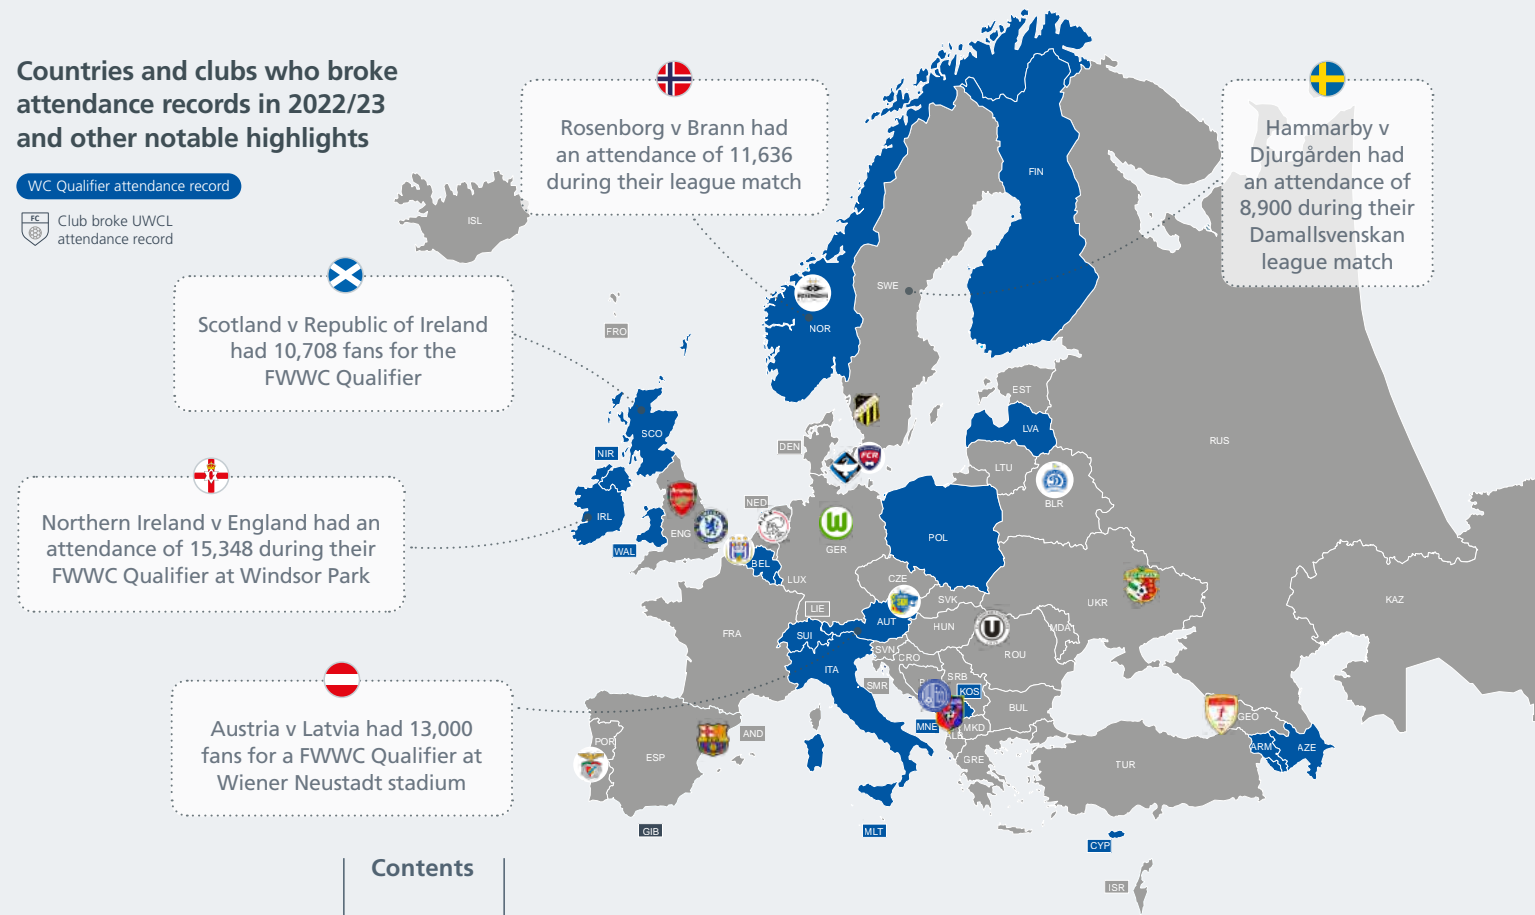 Countries and clubs who broke
attendance records in 2022/23
and other notable highlights
WC Qualifier attendance record
FC
Club broke UWCL
attendance record
Rosenborg v Brann had
an attendance of 11,636
during their league match
Hammarby v
Djurgården had
an attendance of
8,900 during their
Damallsvenskan
league match
Scotland v Republic of Ireland
had 10,708 fans for the
FWWC Qualifier
Northern Ireland v England had an
attendance of 15,348 during their
FWWC Qualifier at Windsor Park
Austria v Latvia had 13,000
fans for a FWWC Qualifier at
Wiener Neustadt stadium
ISL
FIN
SWE
NOR
FRO
EST
LVA
RUS
SCO
DEN
LTU
NIR
BLR
NED
IRL
ENG
POL
WAL
GER
BEL
LUX
CZE
SVK
UKR
KAZ
LIE
AUT
HUN
MDA
FRA
SUI
SVN
CRO
ROU
ITA
SRB
SMR
KOS
BUL
GEO
MNE
MKD
ALB
AND
POR
ESP
GRE
TUR
ARM
AZE
GIB
MLT
CYP
ISR
FCR
W
U
Contents